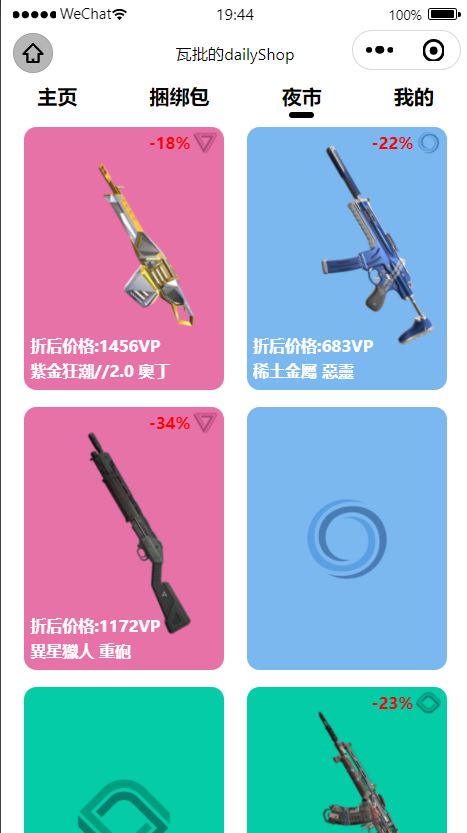 WeChat 19:44 100%
瓦批的dailyShop
主页 捆绑包 夜市 我的
-18%
折后价格:1456VP
紫金狂潮//2.0 奧丁
-22%
折后价格:683VP
稀土金屬 惡靈
-34%
折后价格:1172VP
異星獵人 重砲
-23%